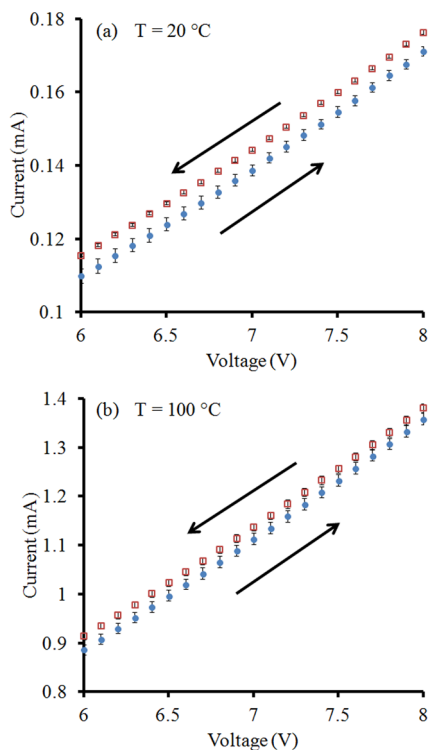 (a) T = 20 °C
0.18
0.16
0.14
0.12
0.1
Current (mA)
6 6.5 7 7.5 8
Voltage (V)
(b) T = 100 °C
1.4
1.3
1.2
1.1
1
0.9
0.8
Current (mA)
6 6.5 7 7.5 8
Voltage (V)